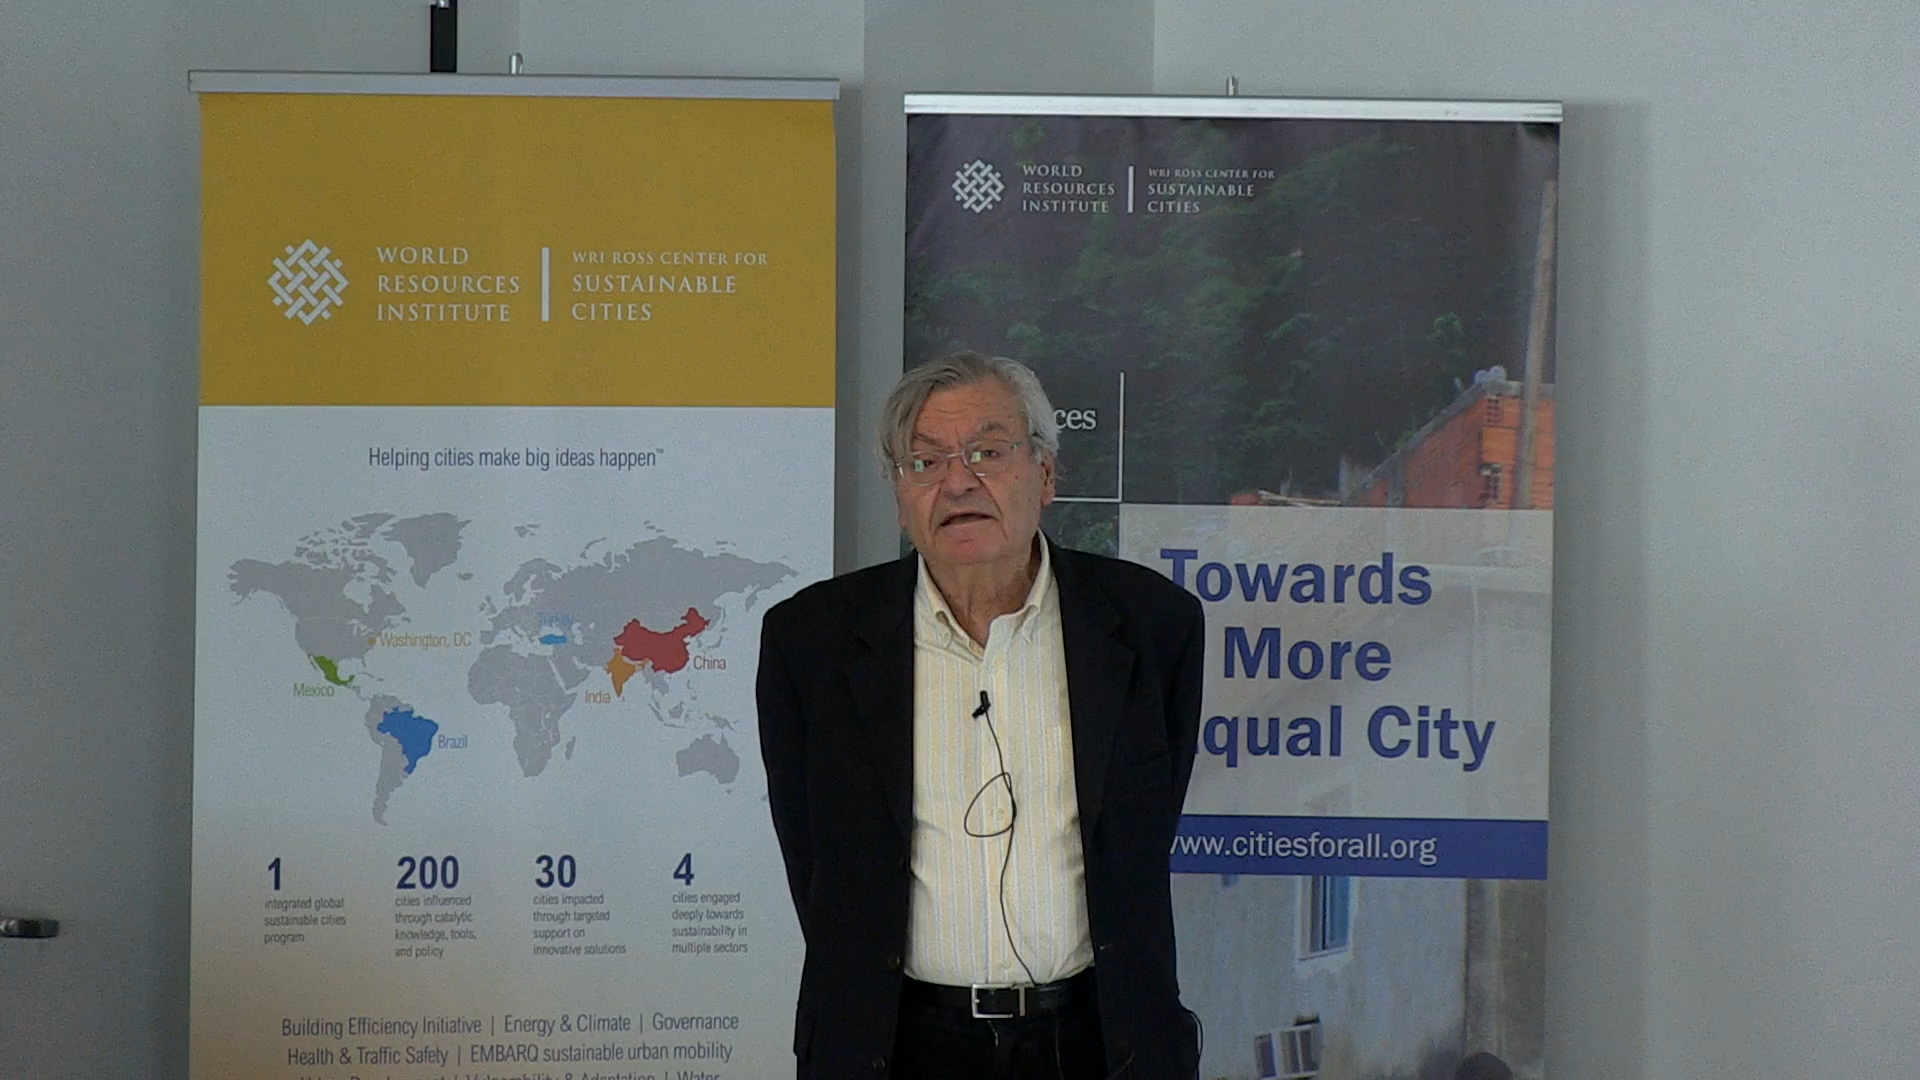 WORLD
RESOURCES
INSTITUTE
WRI ROSS CENTER FOR
SUSTAINABLE
CITIES
Helping cities make big ideas happen™
Washington, DC
Mexico
Brazil
India
China
1
integrated global
sustainable cities
program
200
cities influenced
through catalytic
knowledge, tools,
and policy
30
cities impacted
through targeted
support on
innovative solutions
4
cities engaged
deeply towards
sustainability in
multiple sectors
Building Efficiency Initiative | Energy & Climate | Governance
Health & Traffic Safety | EMBARQ sustainable urban mobility
WORLD
RESOURCES
INSTITUTE
WRI ROSS CENTER FOR
SUSTAINABLE
CITIES
ces
Towards
More
qual City
ww.citiesforall.org